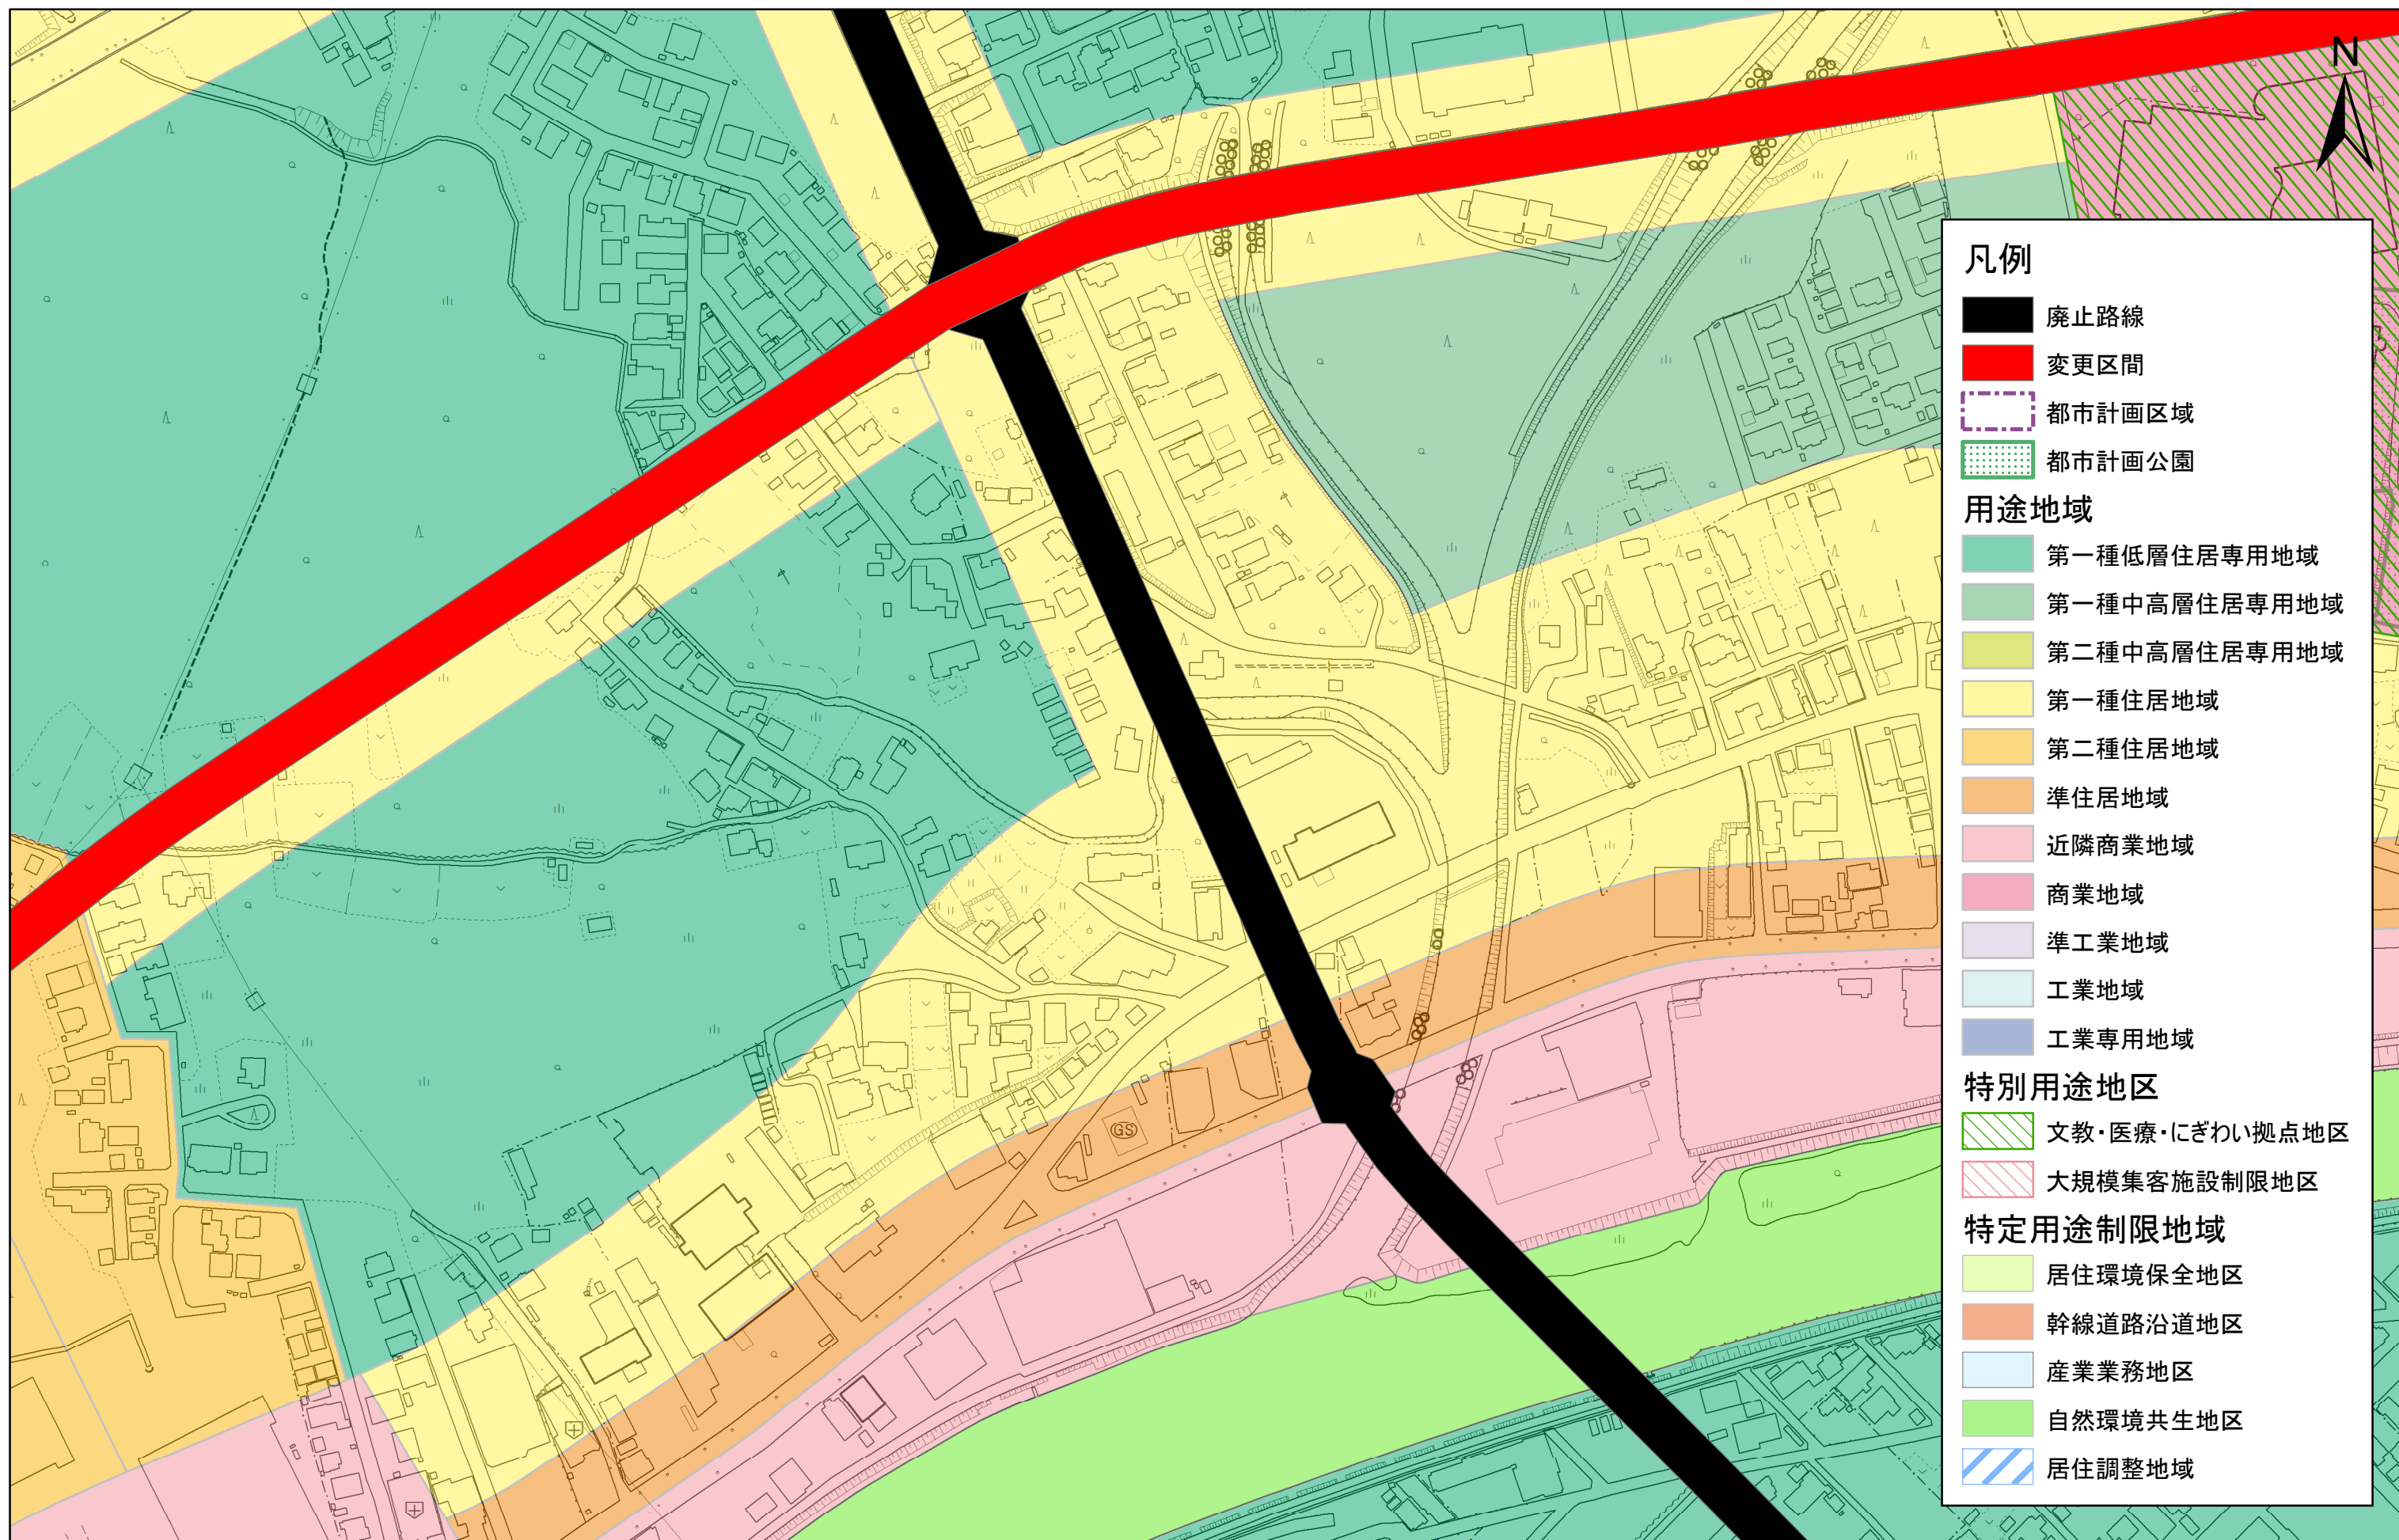 N
凡例
廃止路線
変更区間
都市計画区域
都市計画公園
用途地域
第一種低層住居専用地域
第一種中高層住居専用地域
第二種中高層住居専用地域
第一種住居地域
第二種住居地域
準住居地域
近隣商業地域
商業地域
準工業地域
工業地域
工業専用地域
特別用途地区
文教・医療・にぎわい拠点地区
大規模集客施設制限地区
特定用途制限地域
居住環境保全地区
幹線道路沿道地区
産業業務地区
自然環境共生地区
居住調整地域
GS